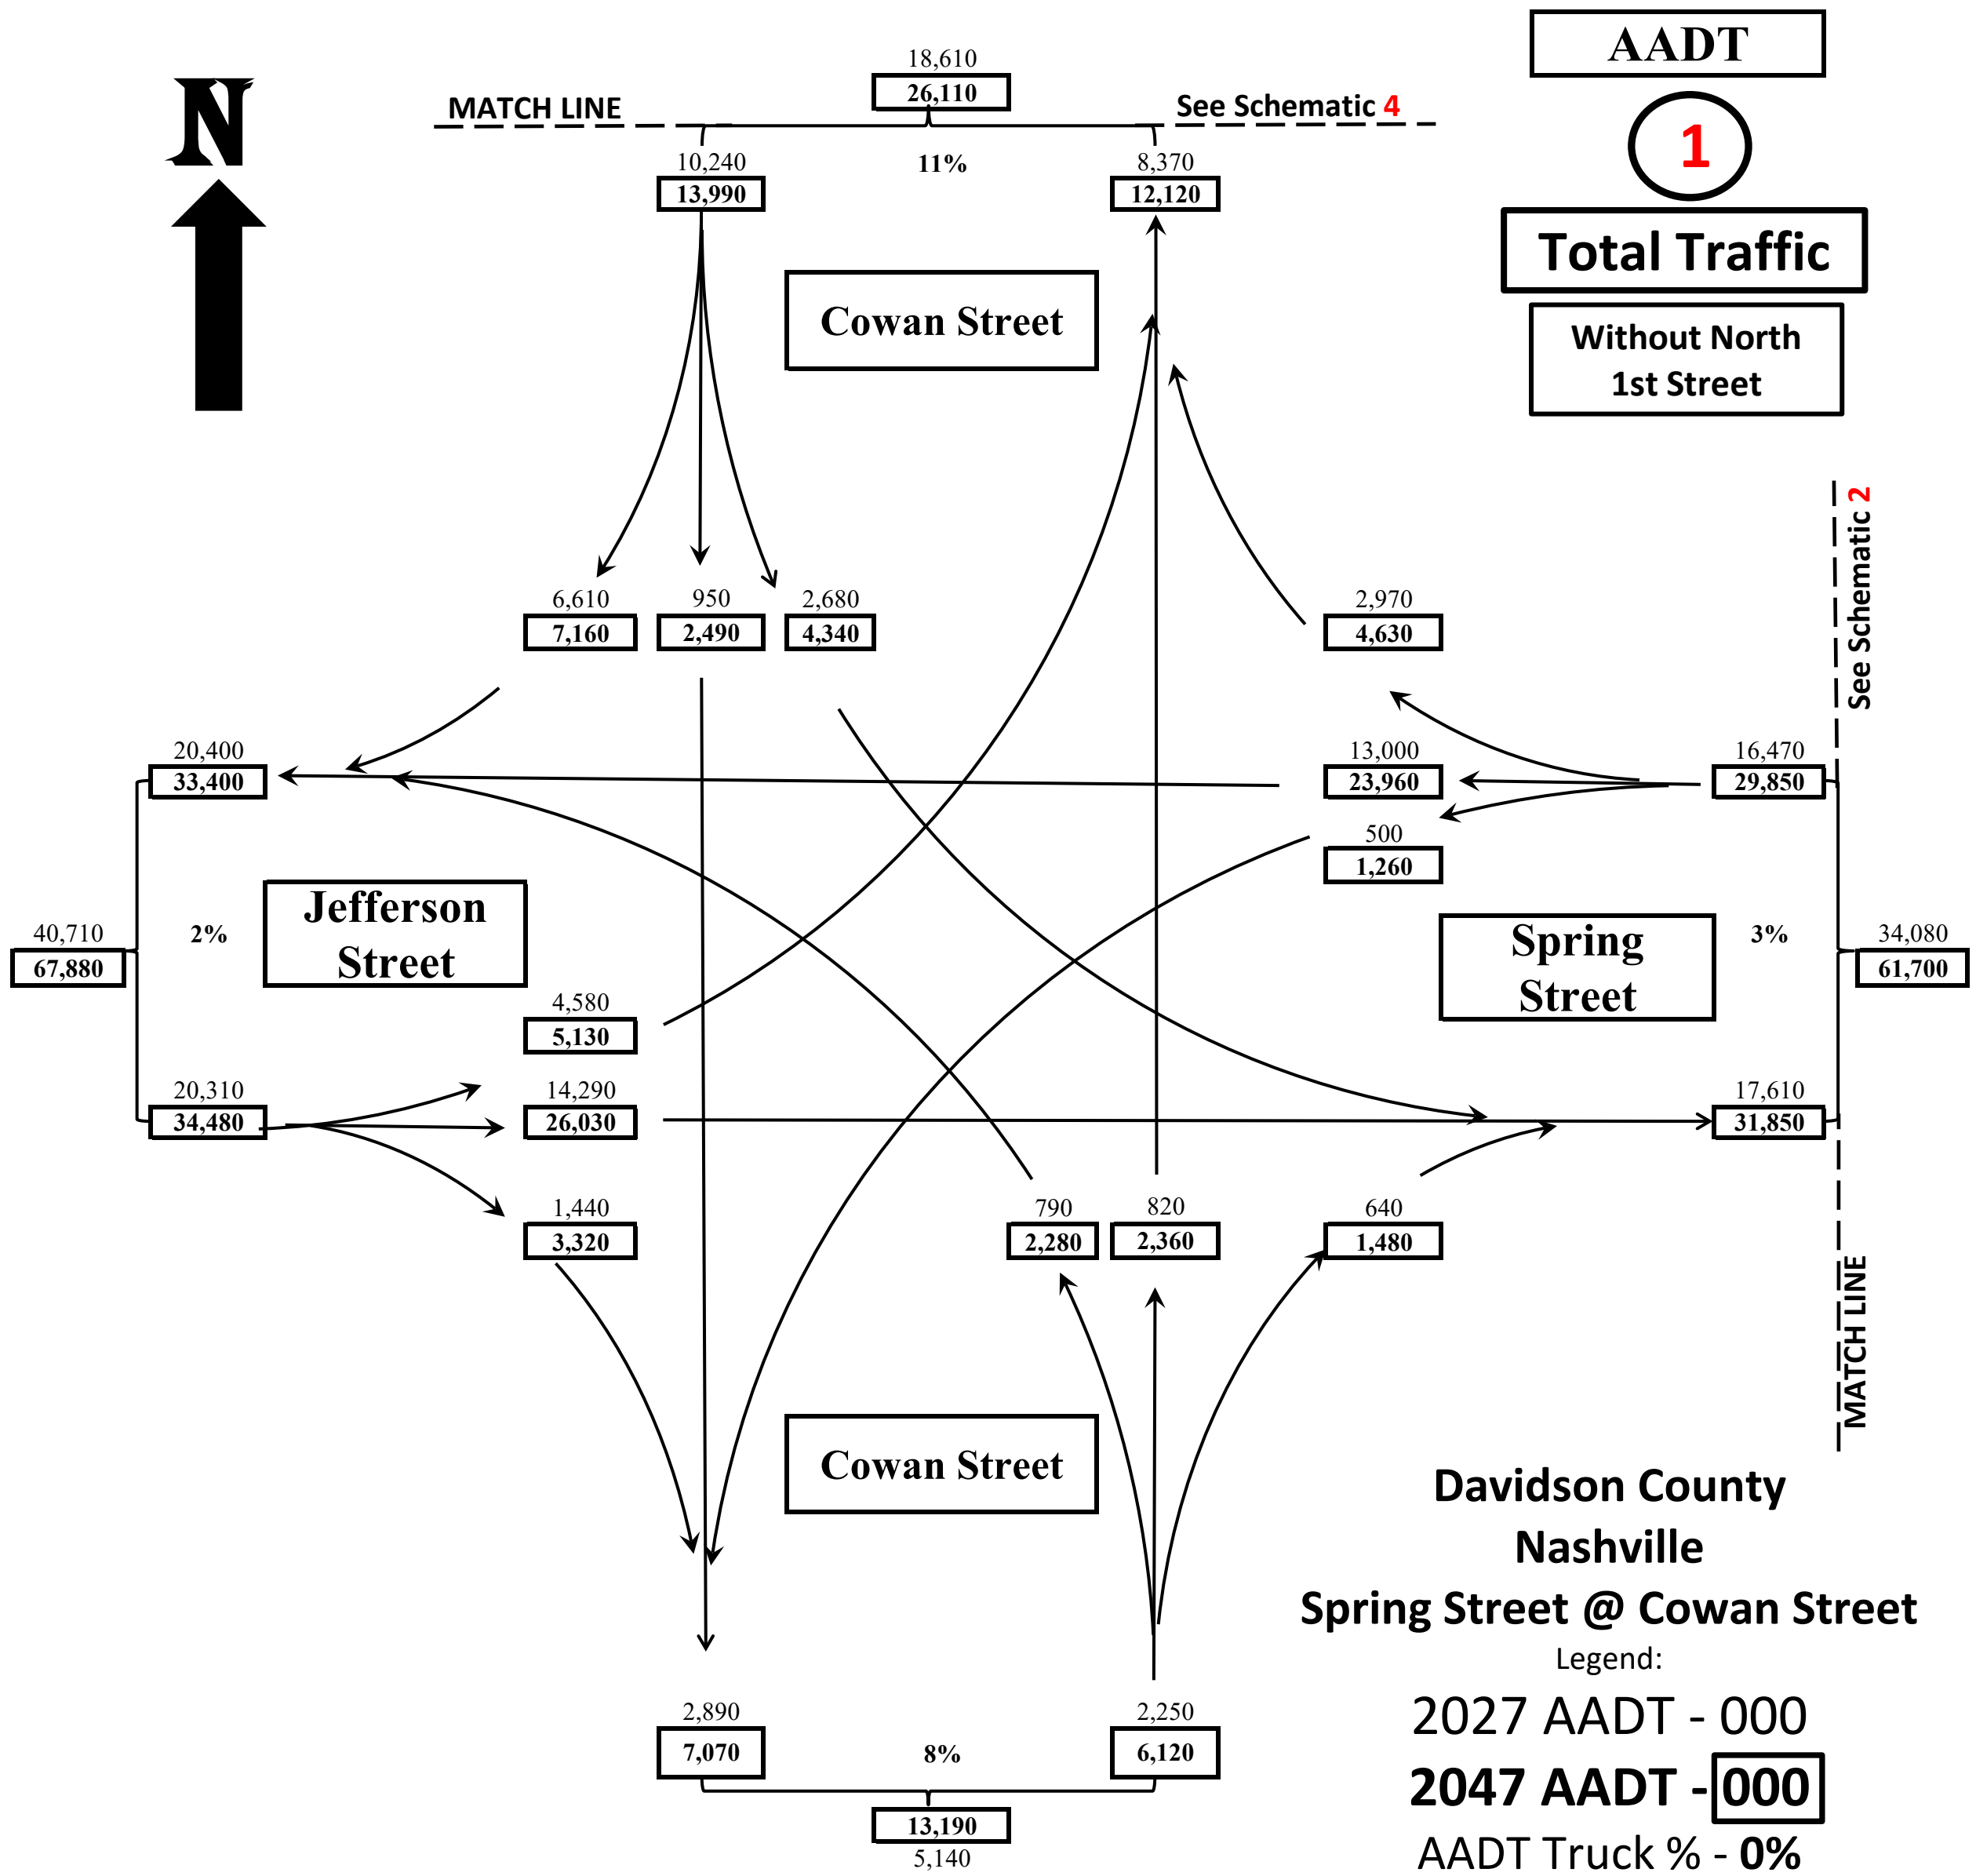 18,610
26,110
MATCH LINE
See Schematic 4
AADT
1
Total Traffic
Without North
1st Street
N
10,240
13,990
11%
8,370
12,120
Cowan Street
6,610
7,160
950
2,490
2,680
4,340
2,970
4,630
See Schematic 2
20,400
33,400
13,000
23,960
16,470
29,850
500
1,260
40,710
67,880
2%
Jefferson
Street
Spring
Street
3%
34,080
61,700
4,580
5,130
20,310
34,480
14,290
26,030
17,610
31,850
1,440
3,320
790
2,280
820
2,360
640
1,480
MATCH LINE
Cowan Street
Davidson County
Nashville
Spring Street @ Cowan Street
Legend:
2027 AADT - 000
2047 AADT - 000
AADT Truck % - 0%
2,890
7,070
8%
2,250
6,120
13,190
5,140